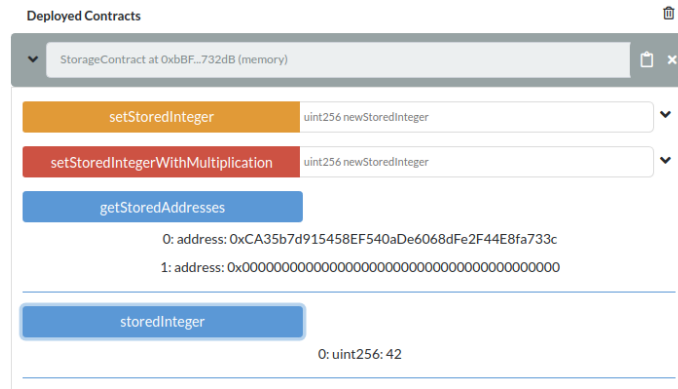 Deployed Contracts
StorageContract at 0xbBF...732dB (memory)
setStoredInteger uint256 newStoredInteger
setStoredIntegerWithMultiplication uint256 newStoredInteger
getStoredAddresses
0: address: 0xCA35b7d915458EF540aDe6068dFe2F44E8fa733c
1: address: 0x0000000000000000000000000000000000000000
storedInteger
0: uint256: 42